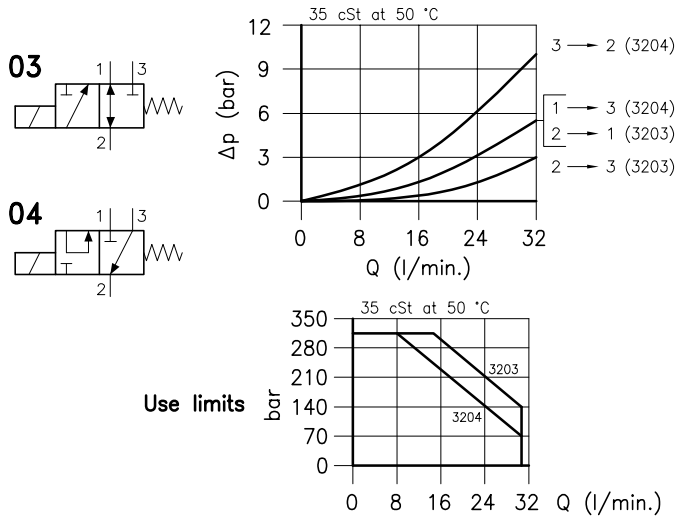 35 cSt at 50 °C
03
1 3
2
12
9
6
3
0
Δp (bar)
3 → 2 (3204)
1 → 3 (3204)
2 → 1 (3203)
2 → 3 (3203)
04
1 3
2
0 8 16 24 32
Q (l/min.)
35 cSt at 50 °C
350
280
210
140
70
0
Use limits
bar
3203
3204
0 8 16 24 32 Q (l/min.)